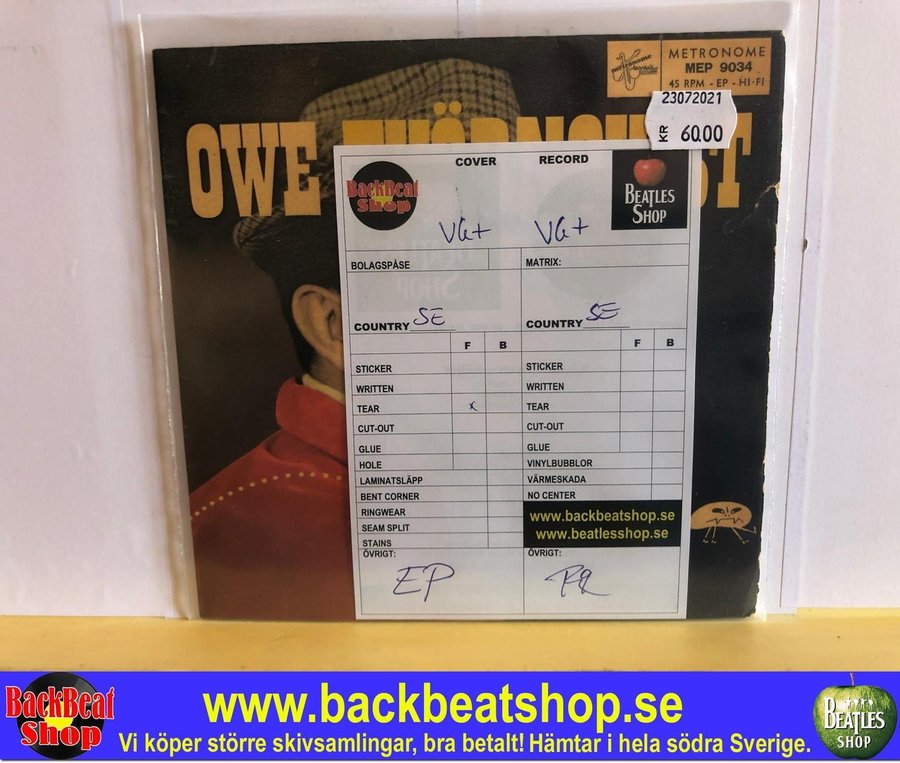 metronome records
METRONOME
MEP 9034
45 RPM - EP - HI-FI
23072021
KR 60.00
OWE
COVER
RECORD
BackBeat
Shop
BEATLES
SHOP
VG+
VG+
BOLAGSPÅSE
MATRIX:
COUNTRY SE
COUNTRY SE
F B
F B
STICKER
STICKER
WRITTEN
WRITTEN
TEAR x
TEAR
CUT-OUT
CUT-OUT
GLUE
GLUE
HOLE
VINYLBUBBLOR
LAMINATSLÄPP
VÄRMESKADA
BENT CORNER
NO CENTER
RINGWEAR
SEAM SPLIT
STAINS
www.backbeatshop.se
www.beatlesshop.se
ÖVRIGT:
ÖVRIGT:
EP
BackBeat
Shop
www.backbeatshop.se
Vi köper större skivsamlingar, bra betalt! Hämtar i hela södra Sverige.
BEATLES
SHOP